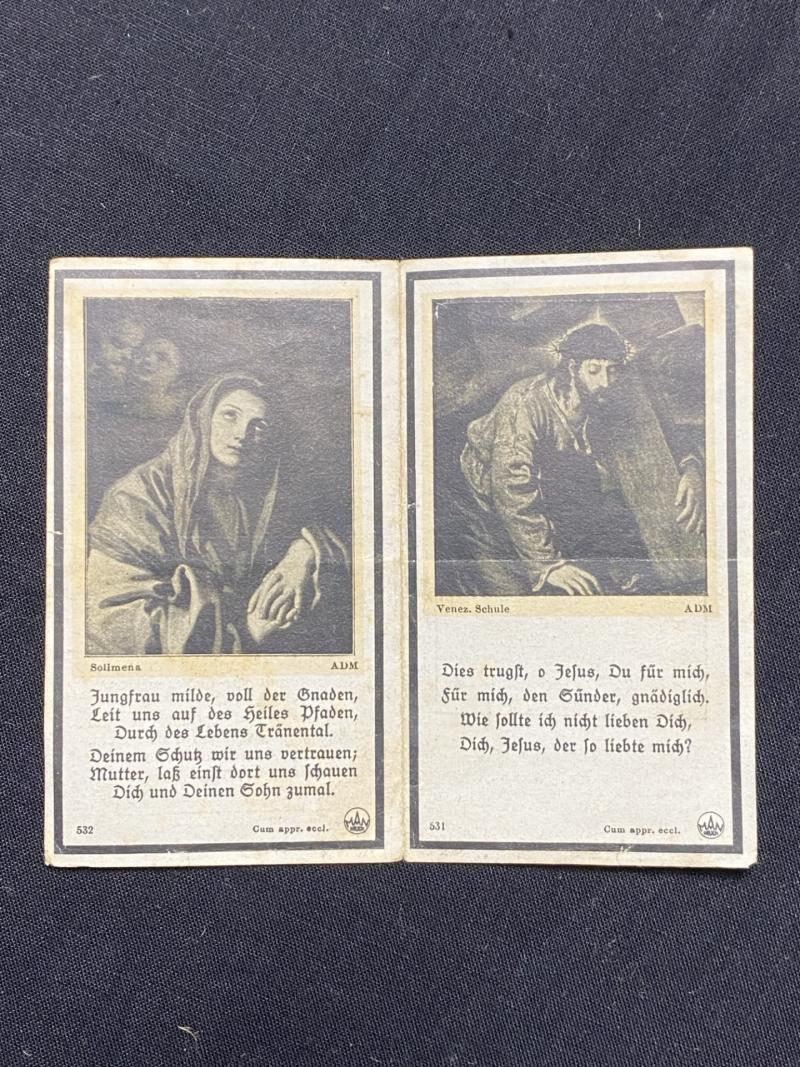 Sollmena ADM
Jungfrau milde, voll der Gnaden,
Leit uns auf des Heiles Pfaden,
Durch des Lebens Tränental.
Deinem Schutz wir uns vertrauen;
Mutter, laß einst dort uns schauen
Dich und Deinen Sohn zumal.
532 Cum appr. eccl. MAN
Venez. Schule ADM
Dies trugst, o Jesus, Du für mich,
Für mich, den Sünder, gnädiglich.
Wie sollte ich nicht lieben Dich,
Dich, Jesus, der so liebte mich?
531 Cum appr. eccl. MAN